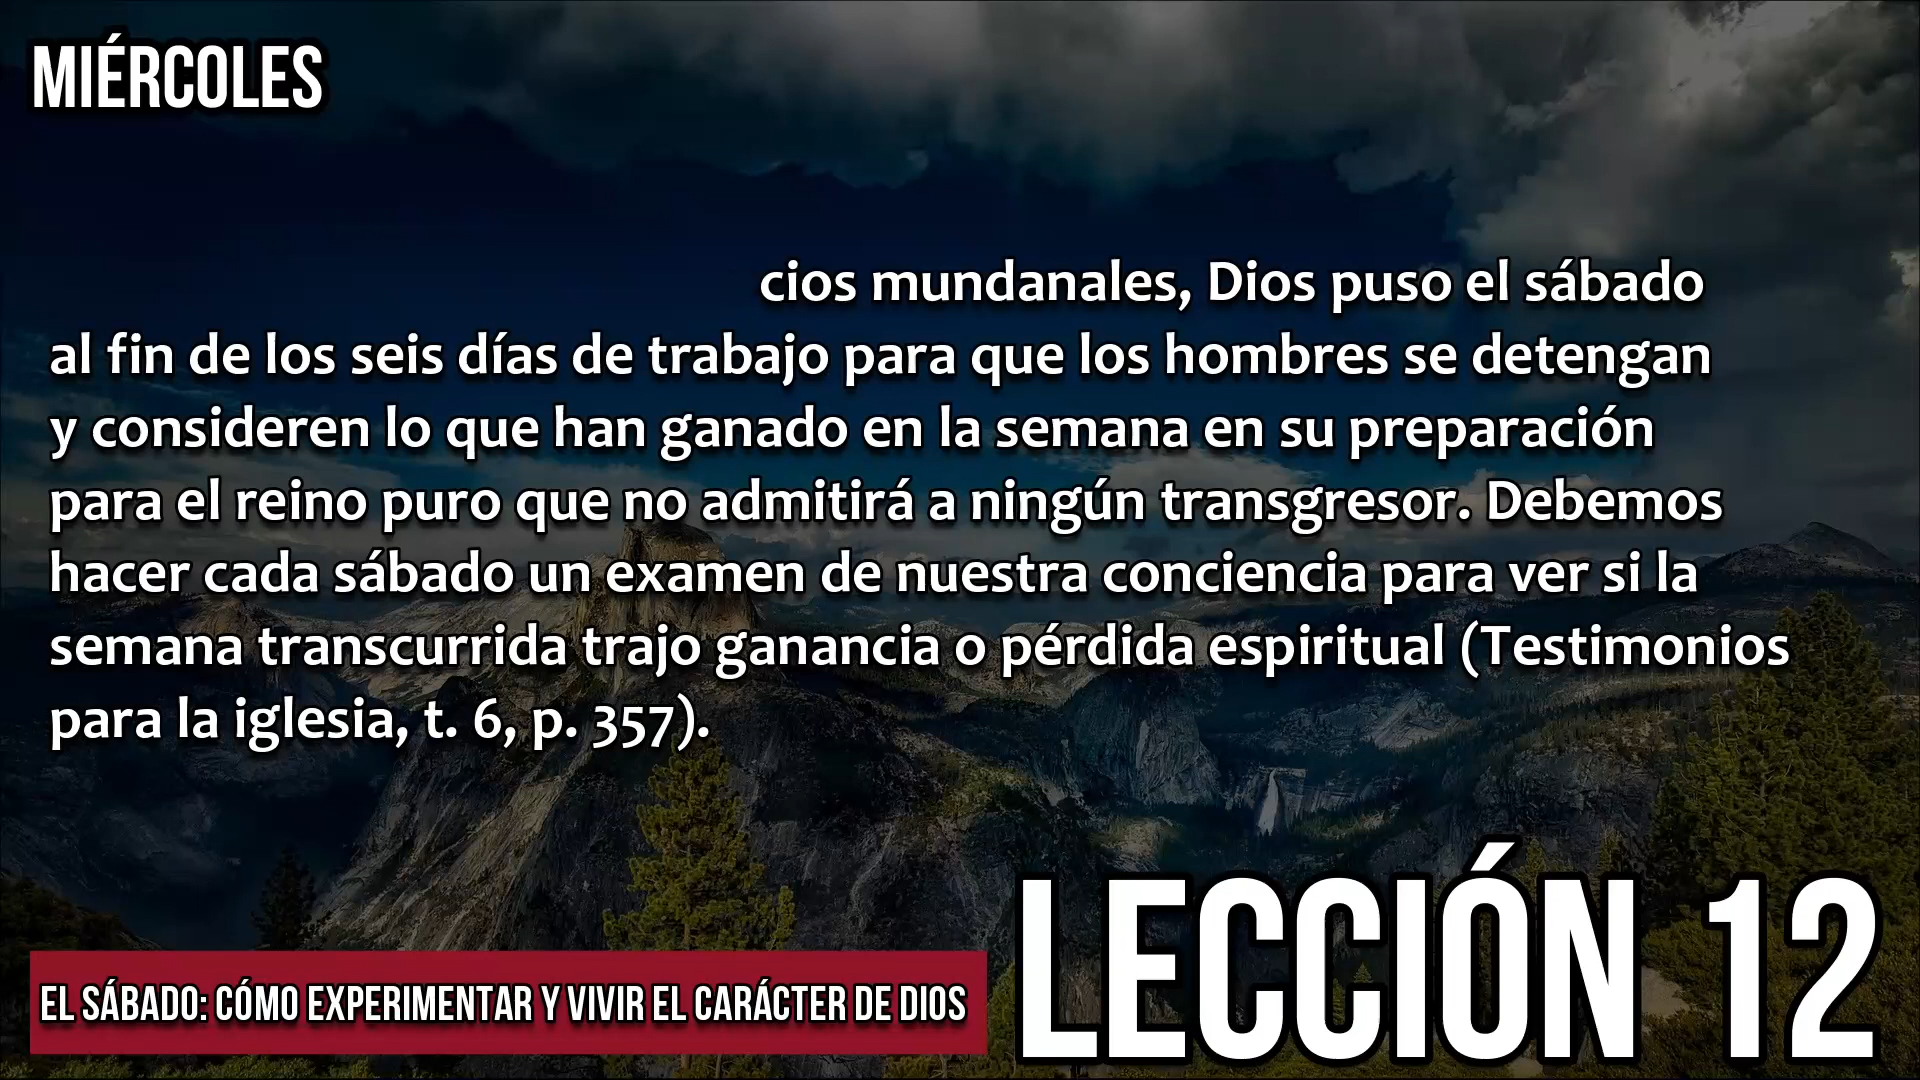 MIÉRCOLES
cios mundanales, Dios puso el sábado
al fin de los seis días de trabajo para que los hombres se detengan
y consideren lo que han ganado en la semana en su preparación
para el reino puro que no admitirá a ningún transgresor. Debemos
hacer cada sábado un examen de nuestra conciencia para ver si la
semana transcurrida trajo ganancia o pérdida espiritual (Testimonios
para la iglesia, t. 6, p. 357).
EL SÁBADO: CÓMO EXPERIMENTAR Y VIVIR EL CARÁCTER DE DIOS
LECCIÓN 12